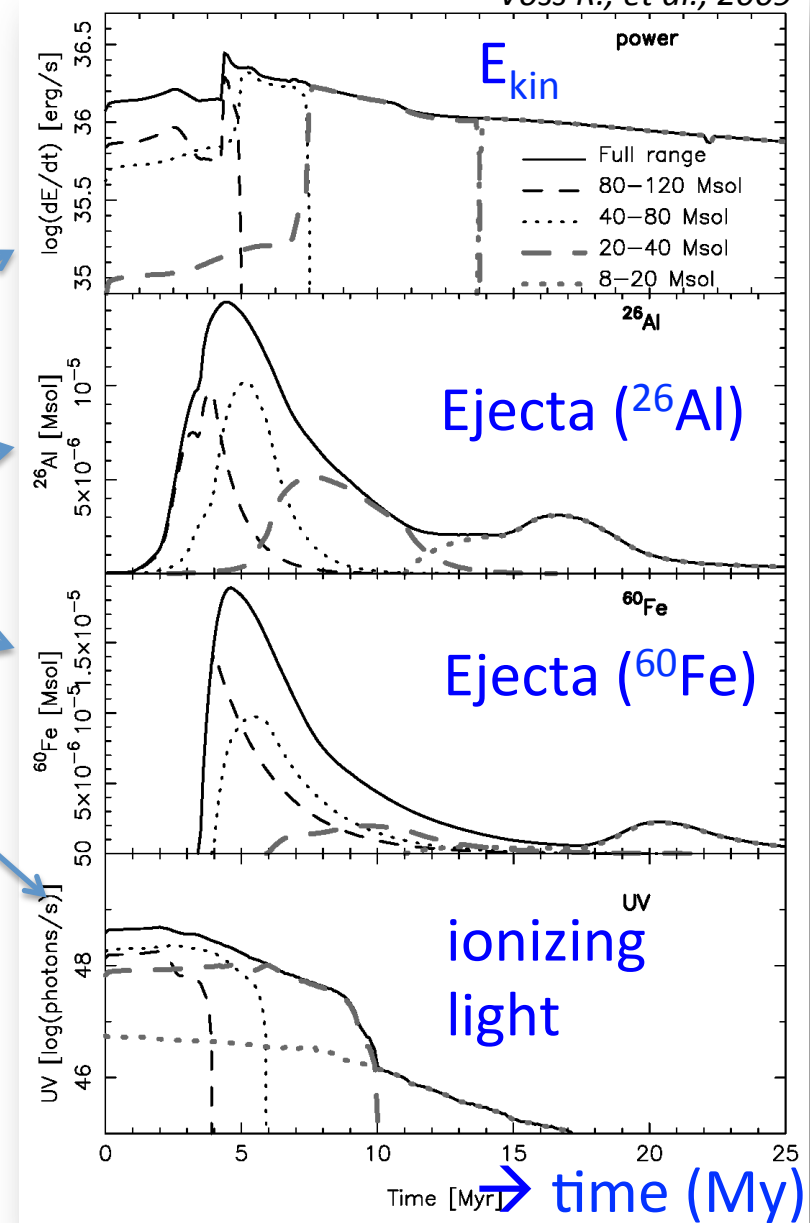 Voss R., et al., 2009
power
E_kin
log(dE/dt) [erg/s]
36.5
36
35.5
35
Full range
80−120 Msol
40−80 Msol
20−40 Msol
8−20 Msol
²⁶Al
Ejecta (²⁶Al)
²⁶Al [Msol]
10⁻⁵
5×10⁻⁶
⁶⁰Fe
Ejecta (⁶⁰Fe)
⁶⁰Fe [Msol]
1.5×10⁻⁵
10⁻⁵
5×10⁻⁶
0
UV
ionizing
light
UV [log(photons/s)]
50
48
46
0 5 10 15 20 25
Time [Myr]
→ time (My)